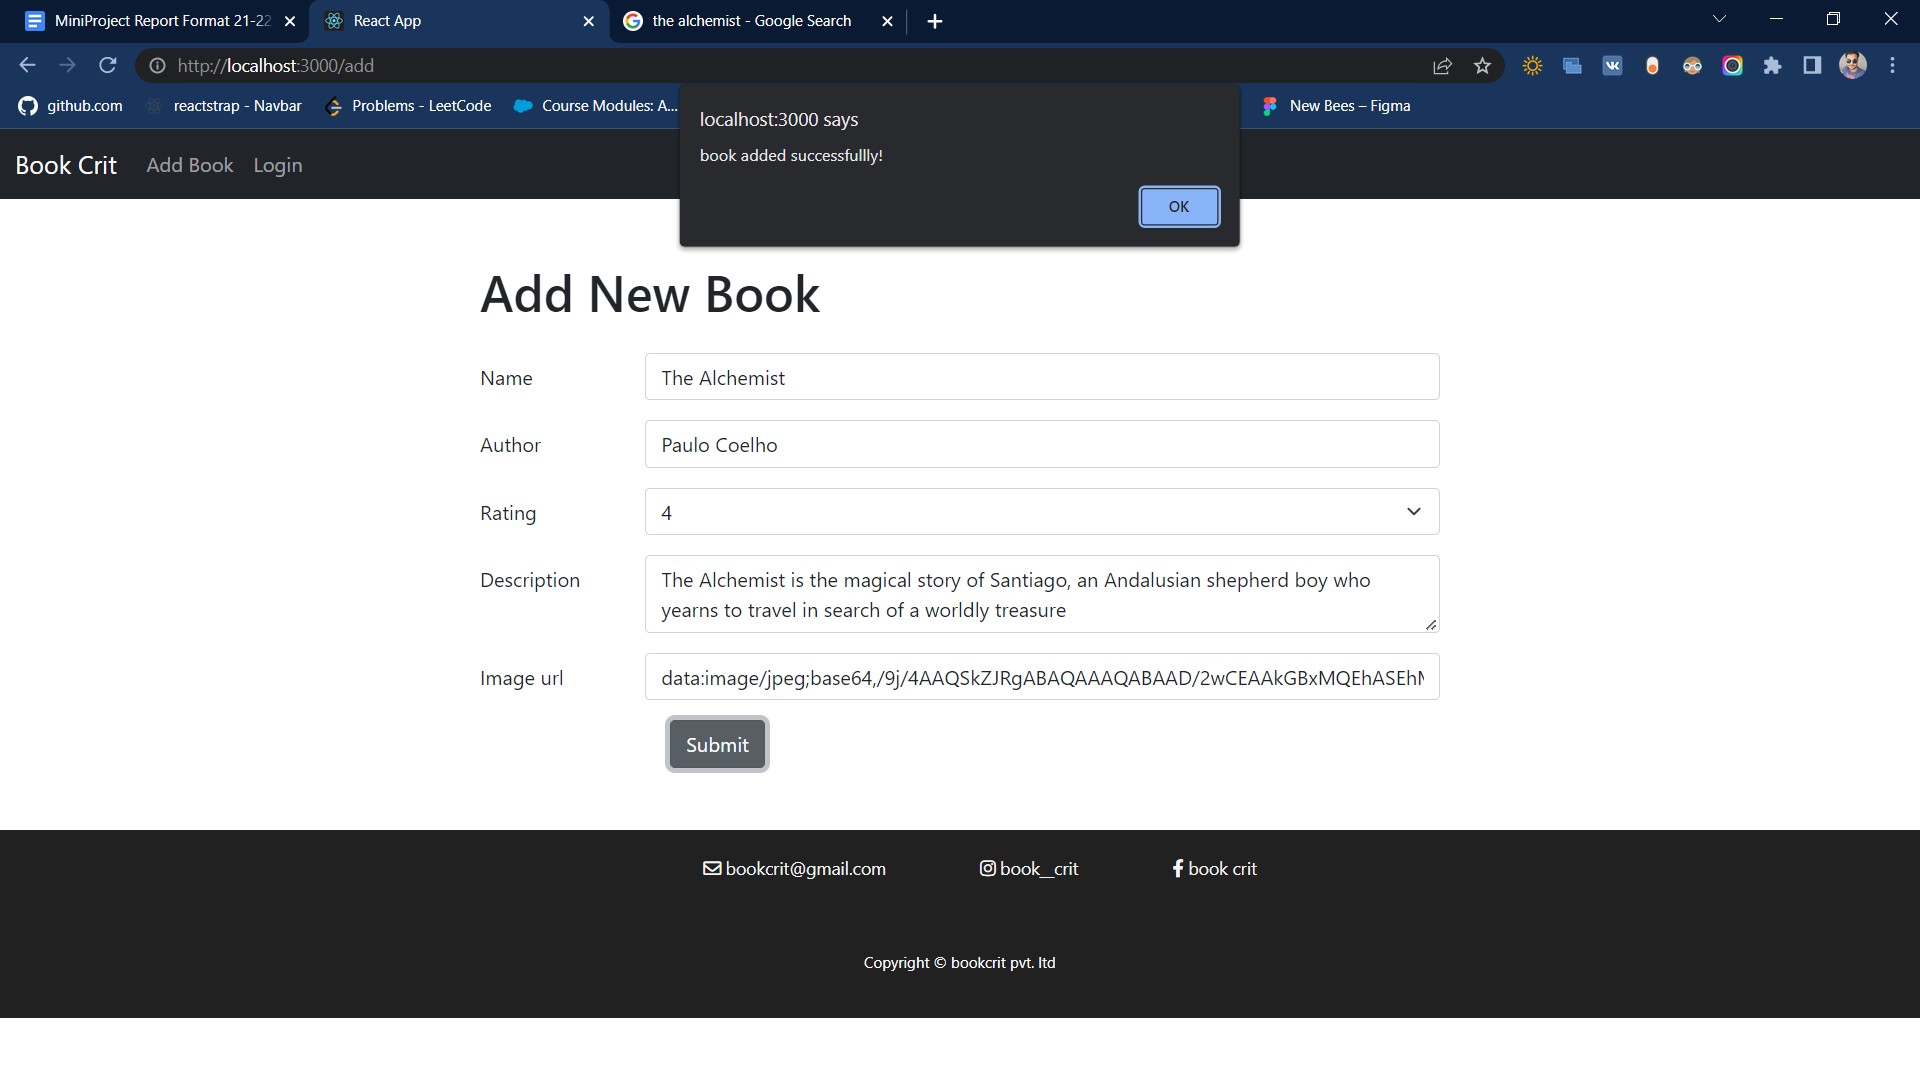 MiniProject Report Format 21-22
React App
the alchemist - Google Search
http://localhost:3000/add
github.com
reactstrap - Navbar
Problems - LeetCode
Course Modules: A...
New Bees – Figma
localhost:3000 says
book added successfullly!
OK
Book Crit Add Book Login
Add New Book
Name The Alchemist
Author Paulo Coelho
Rating 4
Description The Alchemist is the magical story of Santiago, an Andalusian shepherd boy who
yearns to travel in search of a worldly treasure
Image url data:image/jpeg;base64,/9j/4AAQSkZJRgABAQAAAQABAAD/2wCEAAkGBxMQEhASEhM
Submit
bookcrit@gmail.com book__crit book crit
Copyright © bookcrit pvt. ltd